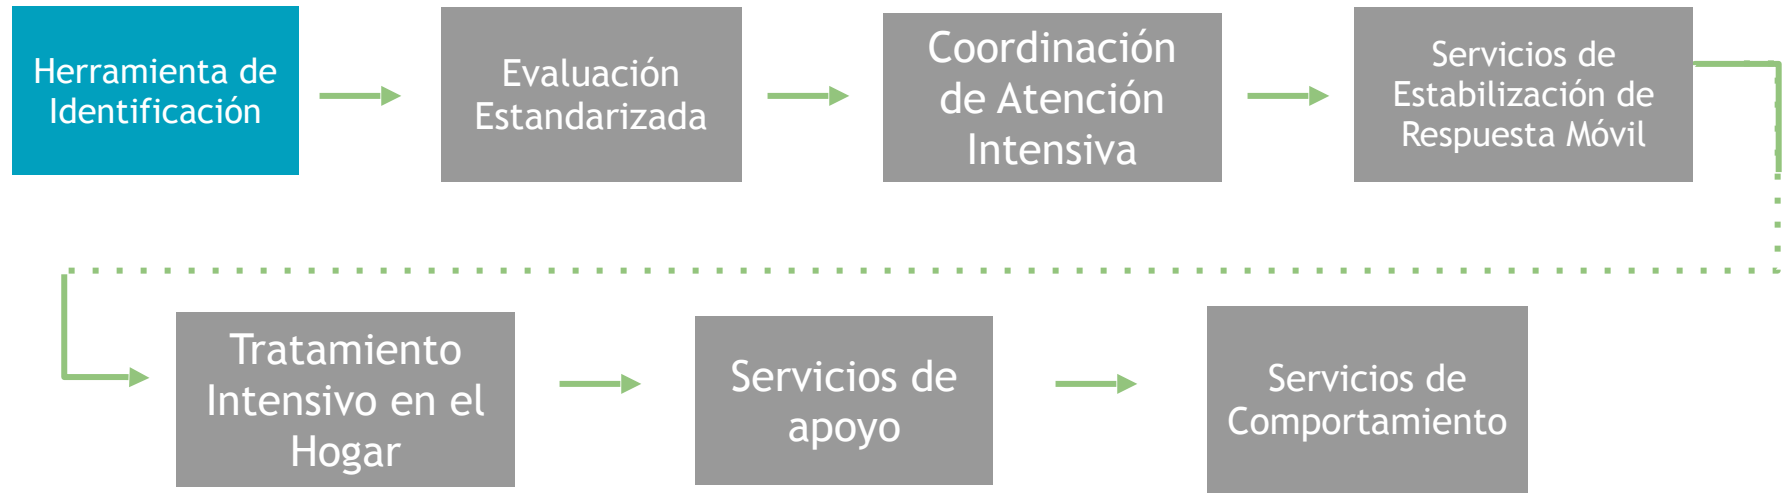 Herramienta de
Identificación
Evaluación
Estandarizada
Coordinación
de Atención
Intensiva
Servicios de
Estabilización de
Respuesta Móvil
Tratamiento
Intensivo en el
Hogar
Servicios de
apoyo
Servicios de
Comportamiento